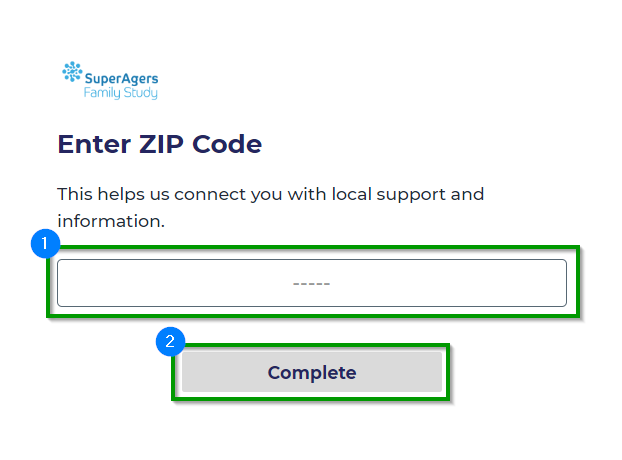 SuperAgers
Family Study
Enter ZIP Code
This helps us connect you with local support and
information.
1
-----
2
Complete